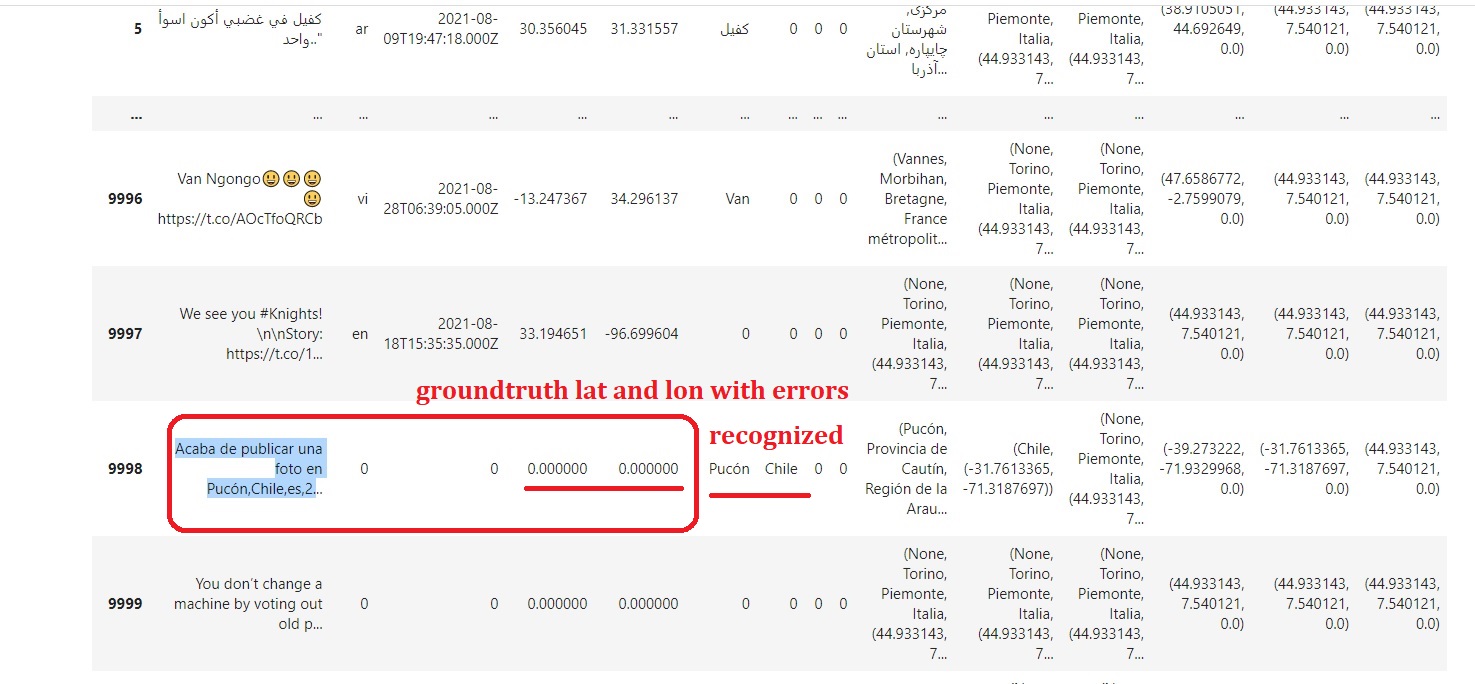 5
كفيل في غضبي أكون اسوأ
واحد.."
ar
2021-08-
09T19:47:18.000Z
30.356045
31.331557
كفيل
0
0
0
مرکزی,
شهرستان
چایپاره, استان
آذربا...
Piemonte,
Italia,
(44.933143,
7...
Piemonte,
Italia,
(44.933143,
7...
(38.9105051,
44.692649,
0.0)
(44.933143,
7.540121,
0.0)
(44.933143,
7.540121,
0.0)
... ... ... ... ... ... ... ... ... ... ... ... ... ... ... ...
9996
Van Ngongo😃😃😃
😃
https://t.co/AOcTfoQRCb
vi
2021-08-
28T06:39:05.000Z
-13.247367
34.296137
Van
0
0
0
(Vannes,
Morbihan,
Bretagne,
France
métropolit...
(None,
Torino,
Piemonte,
Italia,
(44.933143,
7...
(None,
Torino,
Piemonte,
Italia,
(44.933143,
7...
(47.6586772,
-2.7599079,
0.0)
(44.933143,
7.540121,
0.0)
(44.933143,
7.540121,
0.0)
9997
We see you #Knights!
\n\nStory:
https://t.co/1...
en
2021-08-
18T15:35:35.000Z
33.194651
-96.699604
0
0
0
0
(None,
Torino,
Piemonte,
Italia,
(44.933143,
7...
(None,
Torino,
Piemonte,
Italia,
(44.933143,
7...
(None,
Torino,
Piemonte,
Italia,
(44.933143,
7...
(44.933143,
7.540121,
0.0)
(44.933143,
7.540121,
0.0)
(44.933143,
7.540121,
0.0)
groundtruth lat and lon with errors
recognized
9998
Acaba de publicar una
foto en
Pucón,Chile,es,2...
0
0
0.000000
0.000000
Pucón
Chile
0
0
(Pucón,
Provincia de
Cautín,
Región de la
Arau...
(Chile,
(-31.7613365,
-71.3187697))
(None,
Torino,
Piemonte,
Italia,
(44.933143,
7...
(-39.273222,
-71.9329968,
0.0)
(-31.7613365,
-71.3187697,
0.0)
(44.933143,
7.540121,
0.0)
9999
You don´t change a
machine by voting out
old p...
0
0
0.000000
0.000000
0
0
0
0
(None,
Torino,
Piemonte,
Italia,
(44.933143,
7...
(None,
Torino,
Piemonte,
Italia,
(44.933143,
7...
(None,
Torino,
Piemonte,
Italia,
(44.933143,
7...
(44.933143,
7.540121,
0.0)
(44.933143,
7.540121,
0.0)
(44.933143,
7.540121,
0.0)